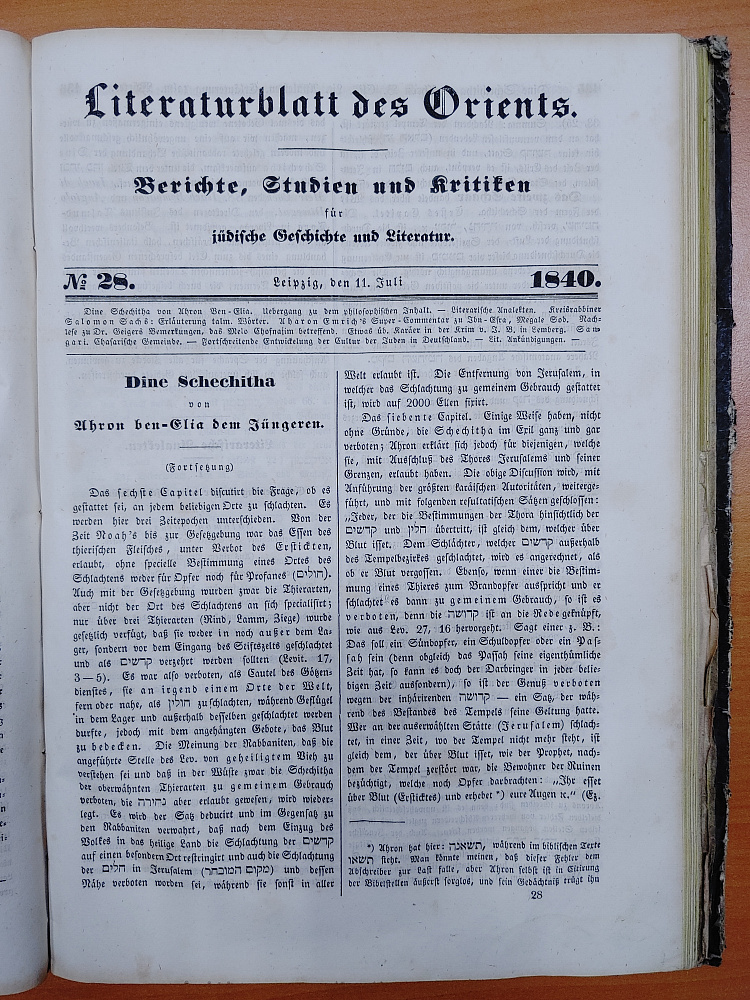 Literaturblatt des Orients.
Berichte, Studien und Kritiken
für
jüdische Geschichte und Literatur.
№ 28. Leipzig, den 11. Juli 1840.
Dine Schechitha von Ahron Ben-Elia. Uebergang zu dem philosophischen Inhalt. — Literarische Analekten. Kreisrabbiner
Salomon Sachs: Erläuterung talm. Wörter. Aharon Emrich's Super-Commentar zu Ibn-Esra, Megale Sod. Nach-
lese zu Dr. Geigers Bemerkungen, das Melo Chofnajim betreffend. Etwas üb. Karäer in der Krim v. J. B. in Lemberg. Saw
gari. Chasarische Gemeinde. — Fortschreitende Entwickelung der Cultur der Juden in Deutschland. — Lit. Ankündigungen. —
Dine Schechitha
von
Ahron ben-Elia dem Jüngeren.
(Fortsetzung)
Das sechste Capitel discutirt die Frage, ob es
gestattet sei, an jedem beliebigen Orte zu schlachten. Es
werden hier drei Zeitepochen unterschieden. Von der
Zeit Noah's bis zur Gesetzgebung war das Essen des
thierischen Fleisches, unter Verbot des Erstickten,
erlaubt, ohne specielle Bestimmung eines Ortes des
Schlachtens weder für Opfer noch für Profanes (חולים).
Auch mit der Gesetzgebung wurden zwar die Thierarten,
aber nicht der Ort des Schlachtens an sich specialisirt;
nur über drei Thierarten (Rind, Lamm, Ziege) wurde
gesetzlich verfügt, daß sie weder in noch außer dem La-
ger, sondern vor dem Eingang des Stiftszelts geschlachtet
und als קדשים verzehrt werden sollten (Levit. 17,
3—5). Es war also verboten, als Cautel des Götzen-
dienstes, sie an irgend einem Orte der Welt,
fern oder nahe, als חולין zu schlachten, während Geflügel
in dem Lager und außerhalb desselben geschlachtet werden
durfte, jedoch mit dem angehängten Gebote, das Blut
zu bedecken. Die Meinung der Rabbaniten, daß die
angeführte Stelle des Lev. von geheiligtem Vieh zu
verstehen sei und daß in der Wüste zwar die Schechitha
der obenwähnten Thierarten zu gemeinem Gebrauch
verboten, die נחירה aber erlaubt gewesen, wird wieder-
legt. Es wird der Satz deducirt und im Gegensatz zu
den Rabbaniten verwahrt, daß nach dem Einzug des
Volkes in das heilige Land die Schlachtung der קדשים
auf einen besondern Ort restringirt und auch die Schlachtung
der חלים in Jerusalem (מקום המובחר) und dessen
Nähe verboten worden sei, während sie sonst in aller
Welt erlaubt ist. Die Entfernung von Jerusalem, in
welcher das Schlachtung zu gemeinem Gebrauch gestattet
ist, wird auf 2000 Ellen fixirt.
Das siebente Capitel. Einige Weise haben, nicht
ohne Gründe, die Schechitha im Exil ganz und gar
verboten; Ahron erklärt sich jedoch für diejenige, welche
sie, mit Ausschluß des Thores Jerusalems und seiner
Grenzen, erlaubt haben. Die obige Discussion wird, mit
Anführung der größten karäischen Autoritäten, weiterge-
führt, und mit folgenden resultatischen Sätzen geschlossen:
„Jeder, der die Bestimmungen der Thora hinsichtlich der
קדשים und חלין übertritt, ist gleich dem, welcher über
Blut isset. Dem Schlächter, welcher קדשים außerhalb
des Tempelbezirkes geschlachtet, wird es angerechnet, als
ob er Blut vergossen. Ebenso, wenn einer die Bestim-
mung eines Thieres zum Brandopfer ausspricht und er
schlachtet es dann zu gemeinem Gebrauch, so ist es
verboten, denn die קדושה ist an die Rede geknüpft,
wie aus Lev. 27, 16 hervorgeht. Sagt einer z. B.:
Das soll ein Sündopfer, ein Schuldopfer oder ein Pas-
sah sein (denn obgleich das Passah seine eigenthümliche
Zeit hat, so kann es doch der Darbringer in jeder belie-
bigen Zeit aussondern), so ist der Genuß verboten
wegen der inhärirenden קדושה — ein Satz, der wäh-
rend des Bestandes des Tempels seine Geltung hatte.
Wer an der auserwählten Stätte (Jerusalem) schlach-
tet, in einer Zeit, wo der Tempel nicht mehr steht, ist
gleich dem, der über Blut isset, wie der Prophet, nach-
dem der Tempel zerstört war, die Bewohner der Ruinen
bezüchtigt, welche noch Opfer darbrachten: „Ihr esset
über Blut (Ersticktes) und erhebet *) eure Augen ꝛc.“ (Ez.
*) Ahron hat hier: תשאנה, während im biblischen Texte
תשאו steht. Man könnte meinen, daß dieser Fehler dem
Abschreiber zur Last falle, aber Ahron selbst ist in Citirung
der Bibelstellen äußerst sorglos, und sein Gedächtniß trügt ihn
28